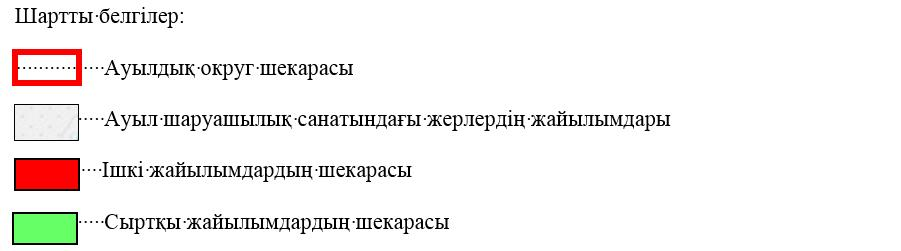 Шартты белгілер:
Ауылдық округ шекарасы
Ауыл шаруашылық санатындағы жерлердің жайылымдары
Ішкі жайылымдардың шекарасы
Сыртқы жайылымдардың шекарасы